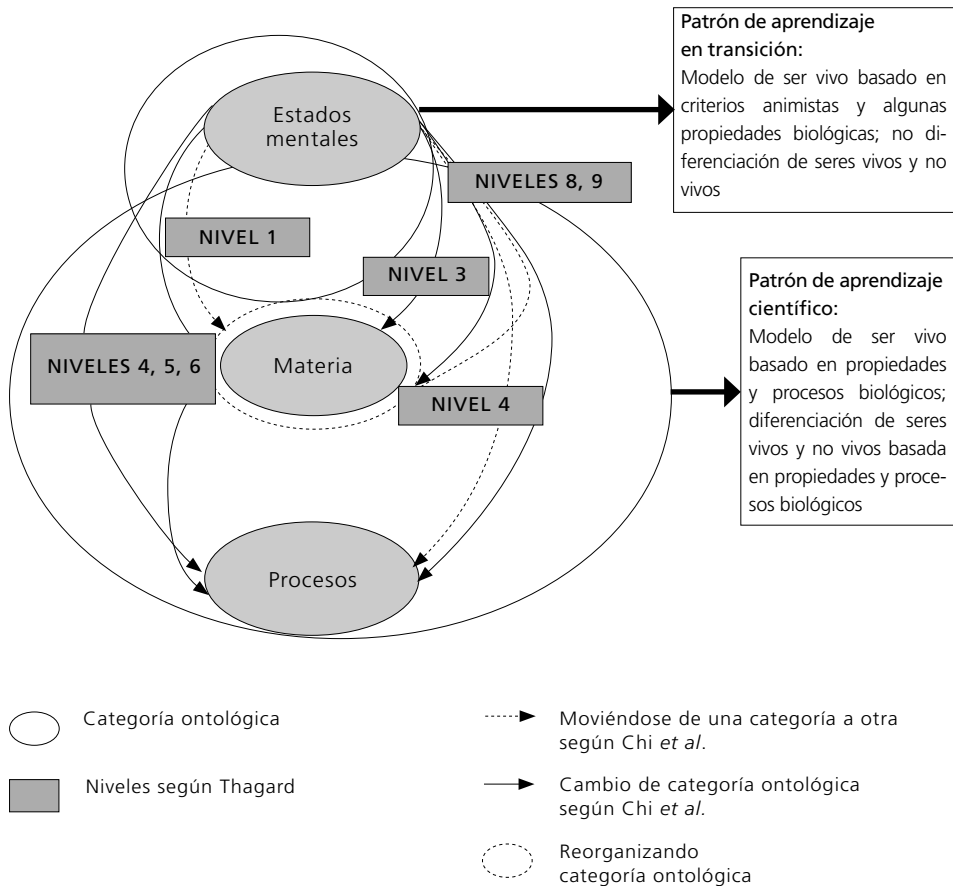 Patrón de aprendizaje
en transición:
Modelo de ser vivo basado en
criterios animistas y algunas
propiedades biológicas; no di-
ferenciación de seres vivos y no
vivos
Estados
mentales
NIVELES 8, 9
NIVEL 1
NIVEL 3
Patrón de aprendizaje
científico:
Modelo de ser vivo
basado en propiedades
y procesos biológicos;
diferenciación de seres
vivos y no vivos basada
en propiedades y proce-
sos biológicos
NIVELES 4, 5, 6
Materia
NIVEL 4
Procesos
Categoría ontológica
Niveles según Thagard
Moviéndose de una categoría a otra
según Chi et al.
Cambio de categoría ontológica
según Chi et al.
Reorganizando
categoría ontológica